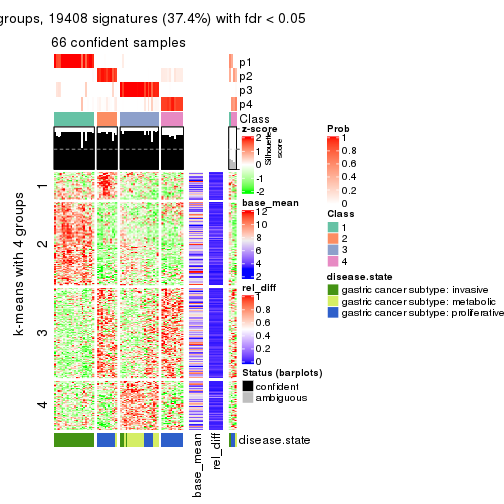 groups, 19408 signatures (37.4%) with fdr < 0.05
66 confident samples
p1
p2
p3
p4
Class
Silhouette
score
k-means with 4 groups
1
2
3
4
base_mean
rel_diff
disease.state
z-score
2
1
0
-1
-2
base_mean
12
10
8
6
4
2
rel_diff
1
0.8
0.6
0.4
0.2
0
Status (barplots)
confident
ambiguous
Prob
1
0.8
0.6
0.4
0.2
0
Class
1
2
3
4
disease.state
gastric cancer subtype: invasive
gastric cancer subtype: metabolic
gastric cancer subtype: proliferative